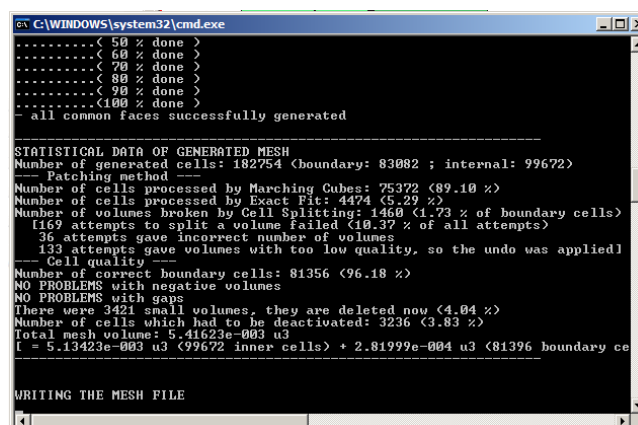 C:\WINDOWS\system32\cmd.exe
..........( 50 % done )
..........( 60 % done )
..........( 70 % done )
..........( 80 % done )
..........( 90 % done )
..........(100 % done )
- all common faces successfully generated
--------------------------------------------------------------
STATISTICAL DATA OF GENERATED MESH
Number of generated cells: 182754 (boundary: 83082 ; internal: 99672)
--- Patching method ---
Number of cells processed by Marching Cubes: 75372 (89.10 %)
Number of cells processed by Exact Fit: 4474 (5.29 %)
Number of volumes broken by Cell Splitting: 1460 (1.73 % of boundary cells)
[169 attempts to split a volume failed (10.37 % of all attempts)
36 attempts gave incorrect number of volumes
133 attempts gave volumes with too low quality, so the undo was applied]
--- Cell quality ---
Number of correct boundary cells: 81356 (96.18 %)
NO PROBLEMS with negative volumes
NO PROBLEMS with gaps
There were 3421 small volumes, they are deleted now (4.04 %)
Number of cells which had to be deactivated: 3236 (3.83 %)
Total mesh volume: 5.41623e-003 u3
[ = 5.13423e-003 u3 (99672 inner cells) + 2.81999e-004 u3 (81396 boundary ce
--------------------------------------------------------------
WRITING THE MESH FILE